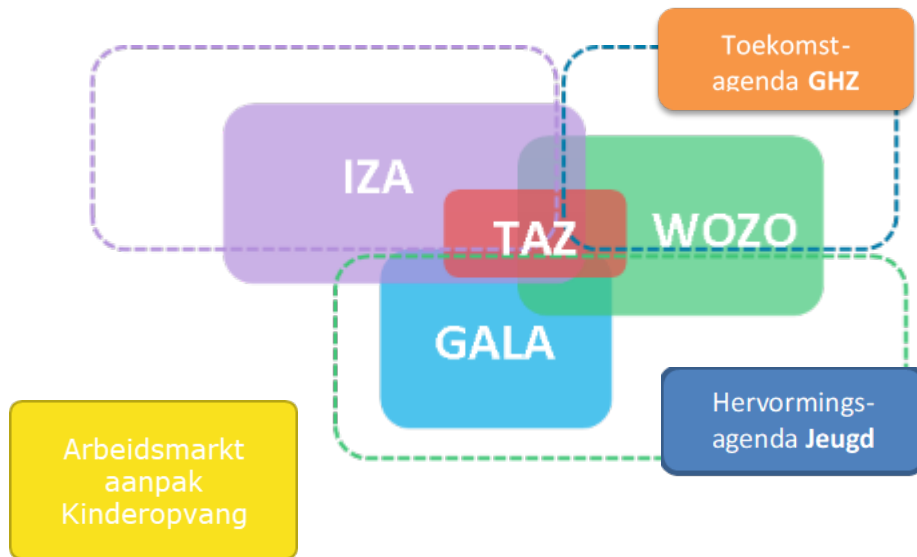 Toekomst-
agenda GHZ
IZA
TAZ
WOZO
GALA
Hervormings-
agenda Jeugd
Arbeidsmarkt
aanpak
Kinderopvang